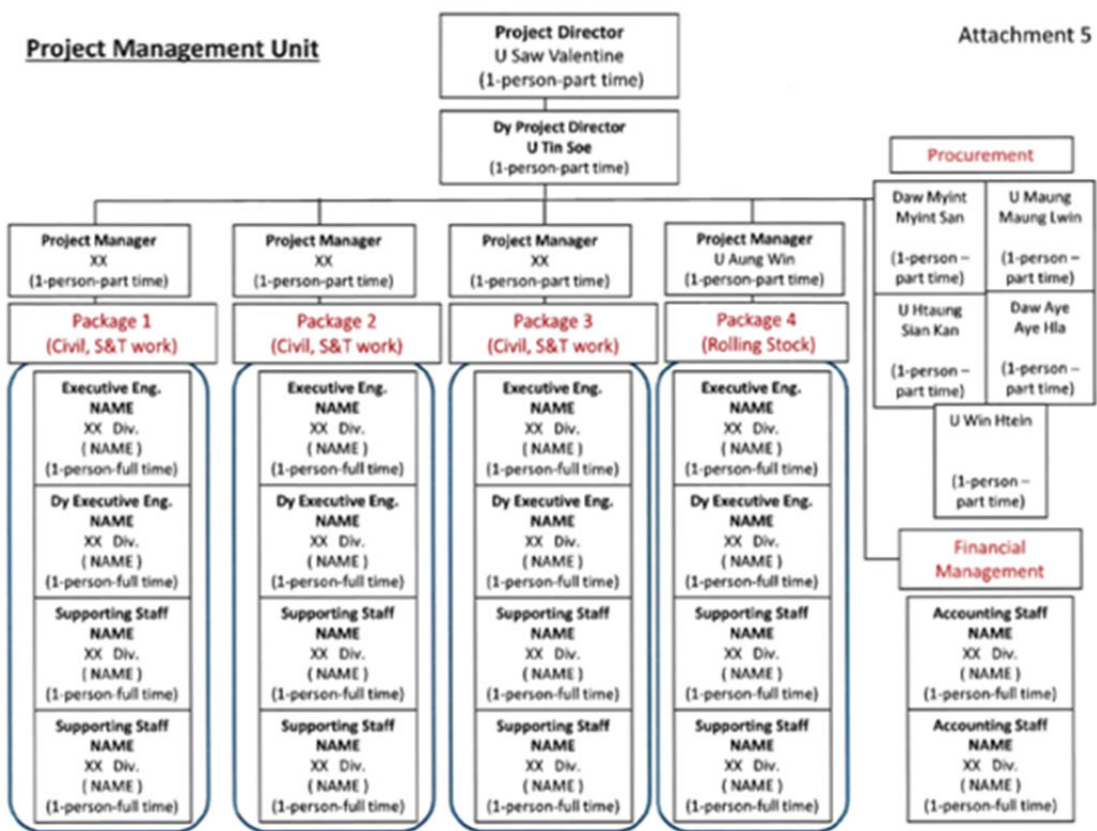 Project Management Unit
Attachment 5
Project Director
U Saw Valentine
(1-person-part time)
Dy Project Director
U Tin Soe
(1-person-part time)
Project Manager
XX
(1-person-part time)
Package 1
(Civil, S&T work)
Executive Eng.
NAME
XX Div.
( NAME )
(1-person-full time)
Dy Executive Eng.
NAME
XX Div.
( NAME )
(1-person-full time)
Supporting Staff
NAME
XX Div.
( NAME )
(1-person-full time)
Supporting Staff
NAME
XX Div.
( NAME )
(1-person-full time)
Project Manager
XX
(1-person-part time)
Package 2
(Civil, S&T work)
Executive Eng.
NAME
XX Div.
( NAME )
(1-person-full time)
Dy Executive Eng.
NAME
XX Div.
( NAME )
(1-person-full time)
Supporting Staff
NAME
XX Div.
( NAME )
(1-person-full time)
Supporting Staff
NAME
XX Div.
( NAME )
(1-person-full time)
Project Manager
XX
(1-person-part time)
Package 3
(Civil, S&T work)
Executive Eng.
NAME
XX Div.
( NAME )
(1-person-full time)
Dy Executive Eng.
NAME
XX Div.
( NAME )
(1-person-full time)
Supporting Staff
NAME
XX Div.
( NAME )
(1-person-full time)
Supporting Staff
NAME
XX Div.
( NAME )
(1-person-full time)
Project Manager
U Aung Win
(1-person-part time)
Package 4
(Rolling Stock)
Executive Eng.
NAME
XX Div.
( NAME )
(1-person-full time)
Dy Executive Eng.
NAME
XX Div.
( NAME )
(1-person-full time)
Supporting Staff
NAME
XX Div.
( NAME )
(1-person-full time)
Supporting Staff
NAME
XX Div.
( NAME )
(1-person-full time)
Procurement
Daw Myint
Myint San
(1-person –
part time)
U Maung
Maung Lwin
(1-person –
part time)
U Htaung
Sian Kan
(1-person –
part time)
Daw Aye
Aye Hla
(1-person –
part time)
U Win Htein
(1-person –
part time)
Financial
Management
Accounting Staff
NAME
XX Div.
( NAME )
(1-person-full time)
Accounting Staff
NAME
XX Div.
( NAME )
(1-person-full time)